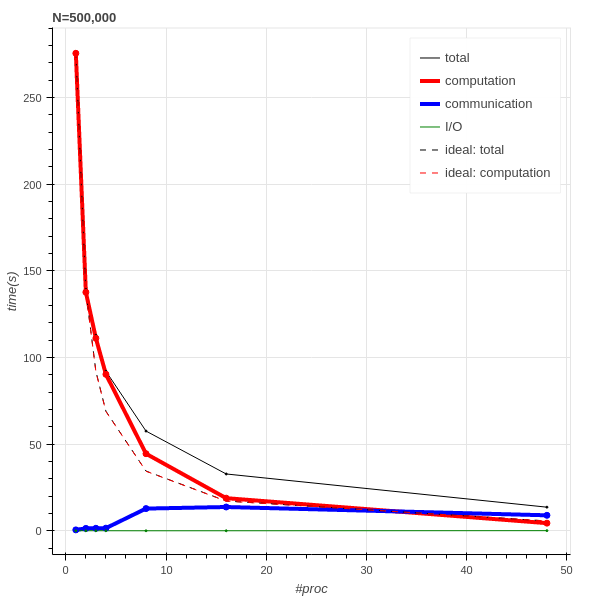 N=500,000
total
computation
communication
I/O
ideal: total
ideal: computation
time(s)
250
200
150
100
50
0
0 10 20 30 40 50
#proc